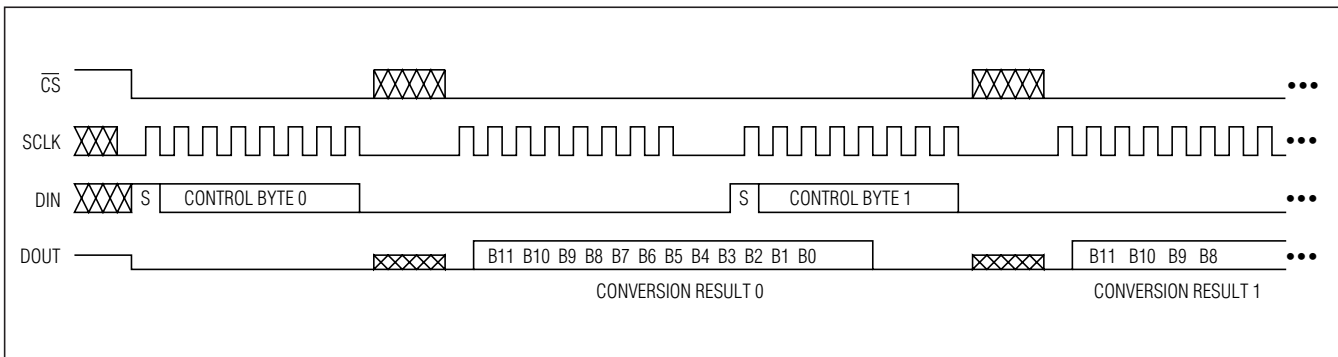 CS •••
SCLK •••
DIN S CONTROL BYTE 0 S CONTROL BYTE 1 •••
DOUT B11 B10 B9 B8 B7 B6 B5 B4 B3 B2 B1 B0 B11 B10 B9 B8 •••
CONVERSION RESULT 0 CONVERSION RESULT 1